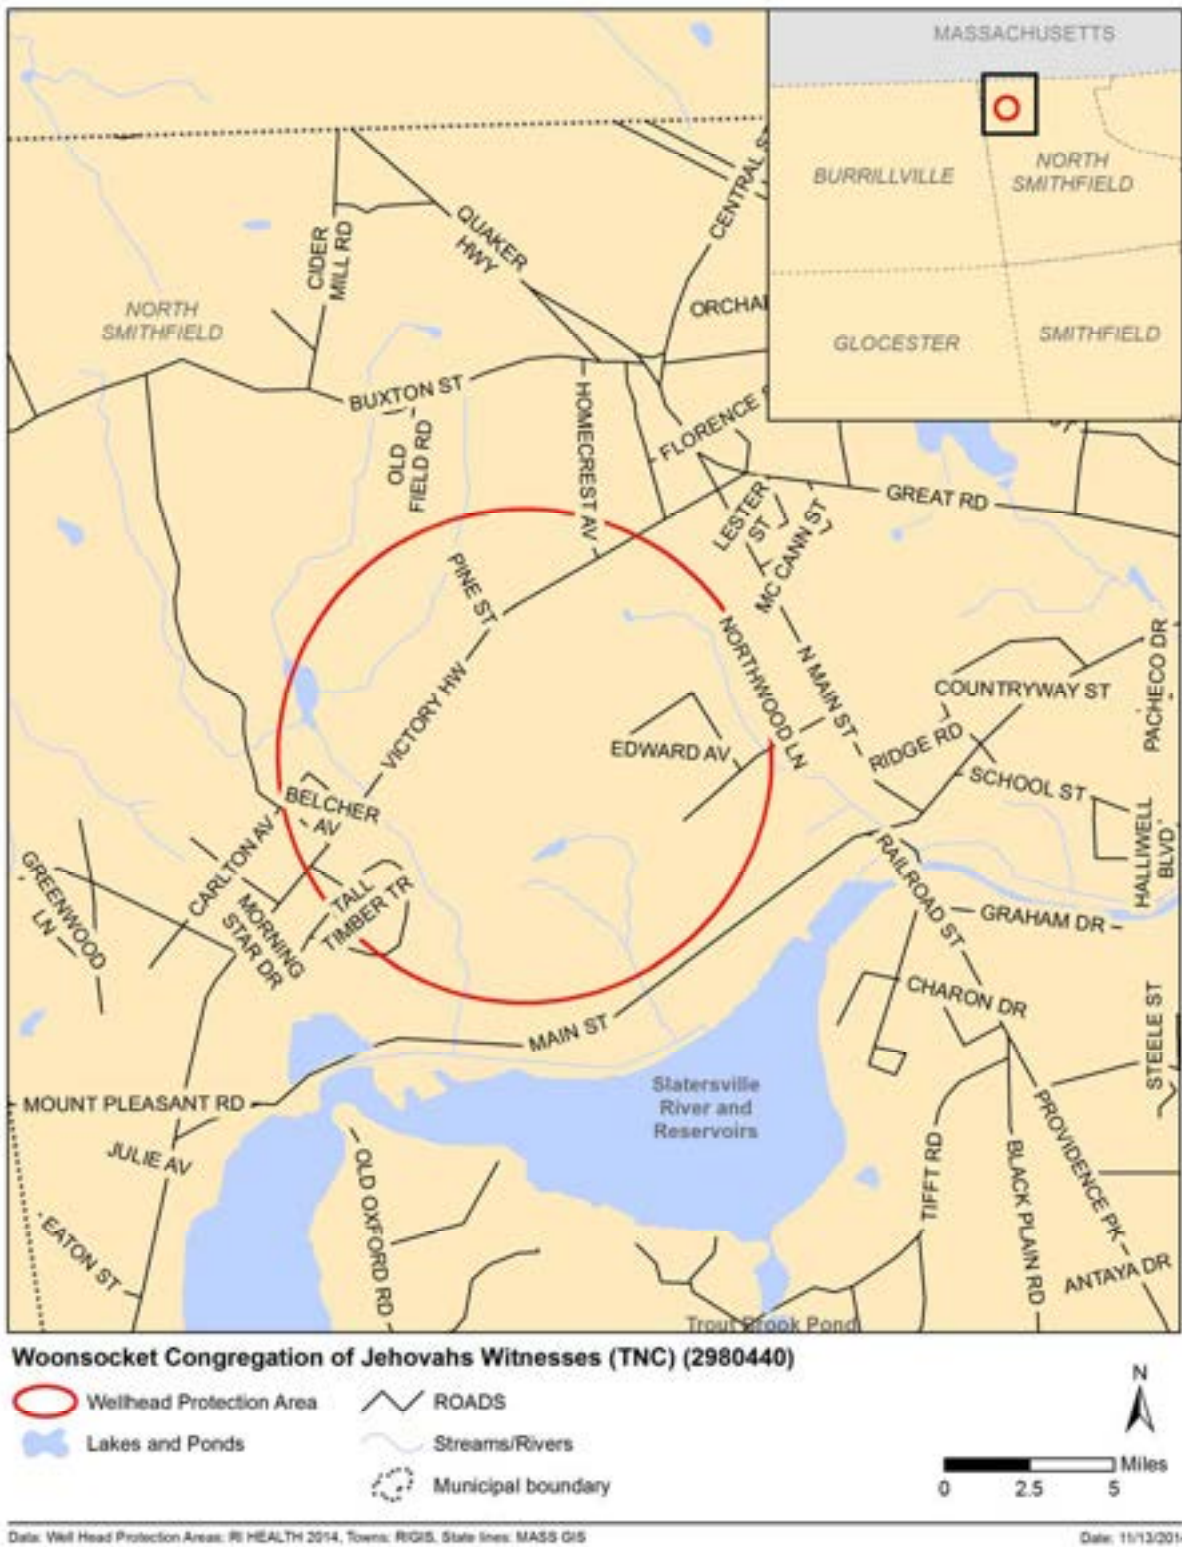 MASSACHUSETTS
BURRILLVILLE
NORTH
SMITHFIELD
GLOCESTER
SMITHFIELD
CENTRAL
QUAKER
HWY
CIDER
MILL RD
NORTH
SMITHFIELD
BUXTON ST
OLD
FIELD RD
HOMECREST AV
FLORENCE
GREAT RD
LESTER
ST
MC CANN ST
PINE ST
VICTORY HW
NORTHWOOD LN
N MAIN ST
EDWARD AV
COUNTRYWAY ST
PACHECO DR
RIDGE RD
SCHOOL ST
HALLIWELL
BLVD
BELCHER
AV
CARLTON AV
GREENWOOD
LN
MORNING
STAR DR
TALL
TIMBER TR
RAILROAD ST
GRAHAM DR
CHARON DR
STEELE ST
MAIN ST
Slatersville
River and
Reservoirs
MOUNT PLEASANT RD
JULIE AV
EATON ST
OLD OXFORD RD
TIFFT RD
BLACK PLAIN RD
PROVIDENCE PK
ANTAYA DR
Trout Brook Pond
Woonsocket Congregation of Jehovahs Witnesses (TNC) (2980440)
Wellhead Protection Area
ROADS
Lakes and Ponds
Streams/Rivers
Municipal boundary
N
Miles
0 2.5 5
Data: Well Head Protection Areas: RI HEALTH 2014, Towns: RIGIS, State lines: MASS GIS
Date: 11/13/2014